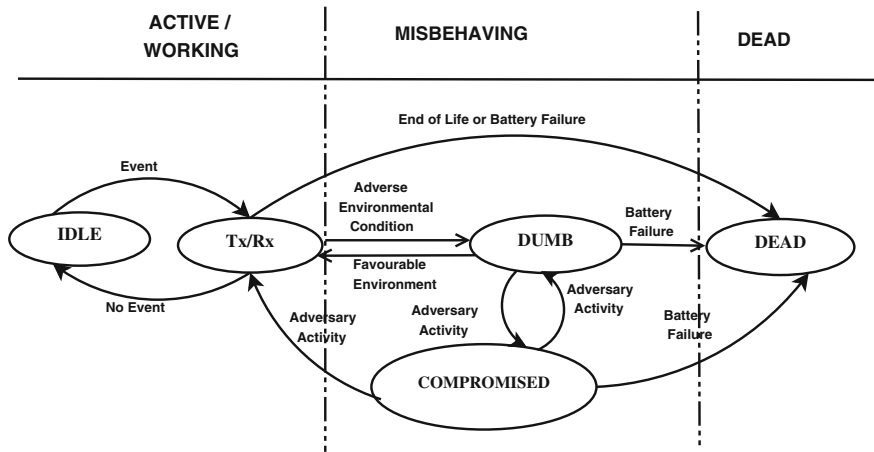 ACTIVE /
WORKING
MISBEHAVING
DEAD
End of Life or Battery Failure
Event
Adverse
Environmental
Condition
Battery
Failure
IDLE
Tx/Rx
DUMB
DEAD
Favourable
Environment
No Event
Adversary
Activity
Adversary
Activity
Adversary
Activity
Battery
Failure
COMPROMISED